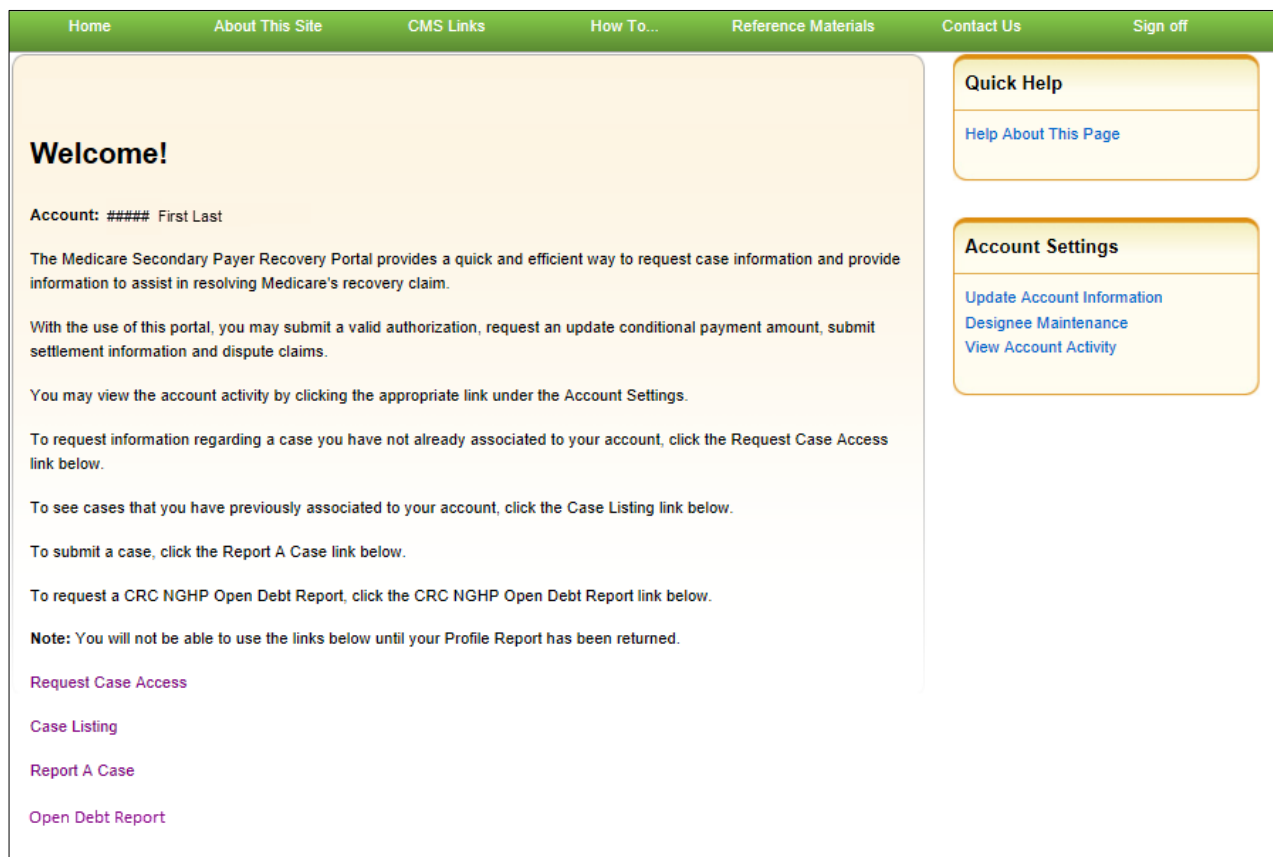 Home About This Site CMS Links How To... Reference Materials Contact Us Sign off
Welcome!
Account: ##### First Last
The Medicare Secondary Payer Recovery Portal provides a quick and efficient way to request case information and provide
information to assist in resolving Medicare's recovery claim.
With the use of this portal, you may submit a valid authorization, request an update conditional payment amount, submit
settlement information and dispute claims.
You may view the account activity by clicking the appropriate link under the Account Settings.
To request information regarding a case you have not already associated to your account, click the Request Case Access
link below.
To see cases that you have previously associated to your account, click the Case Listing link below.
To submit a case, click the Report A Case link below.
To request a CRC NGHP Open Debt Report, click the CRC NGHP Open Debt Report link below.
Note: You will not be able to use the links below until your Profile Report has been returned.
Request Case Access
Case Listing
Report A Case
Open Debt Report
Quick Help
Help About This Page
Account Settings
Update Account Information
Designee Maintenance
View Account Activity